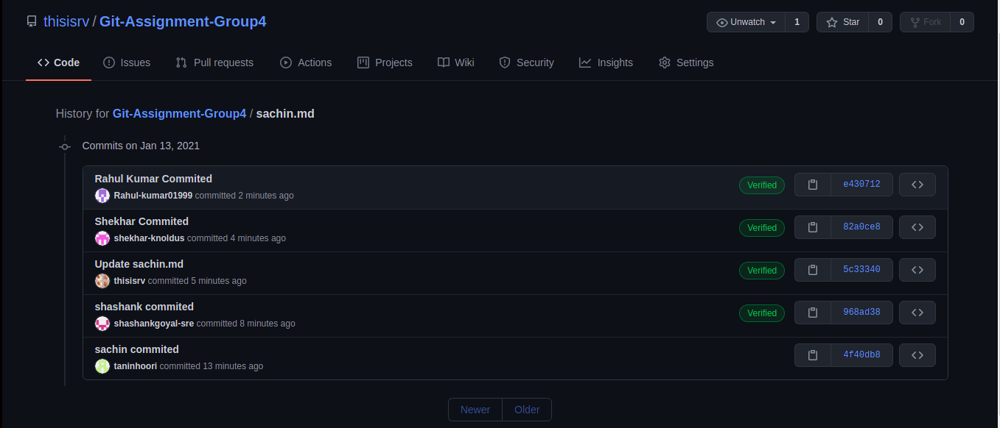 thisisrv / Git-Assignment-Group4
Unwatch 1
Star 0
Fork 0
Code
Issues
Pull requests
Actions
Projects
Wiki
Security
Insights
Settings
History for Git-Assignment-Group4 / sachin.md
Commits on Jan 13, 2021
Rahul Kumar Commited
Rahul-kumar01999 committed 2 minutes ago
Verified
e430712
Shekhar Commited
shekhar-knoldus committed 4 minutes ago
Verified
82a0ce8
Update sachin.md
thisisrv committed 5 minutes ago
Verified
5c33340
shashank commited
shashankgoyal-sre committed 8 minutes ago
Verified
968ad38
sachin commited
taninhoori committed 13 minutes ago
4f40db8
Newer
Older